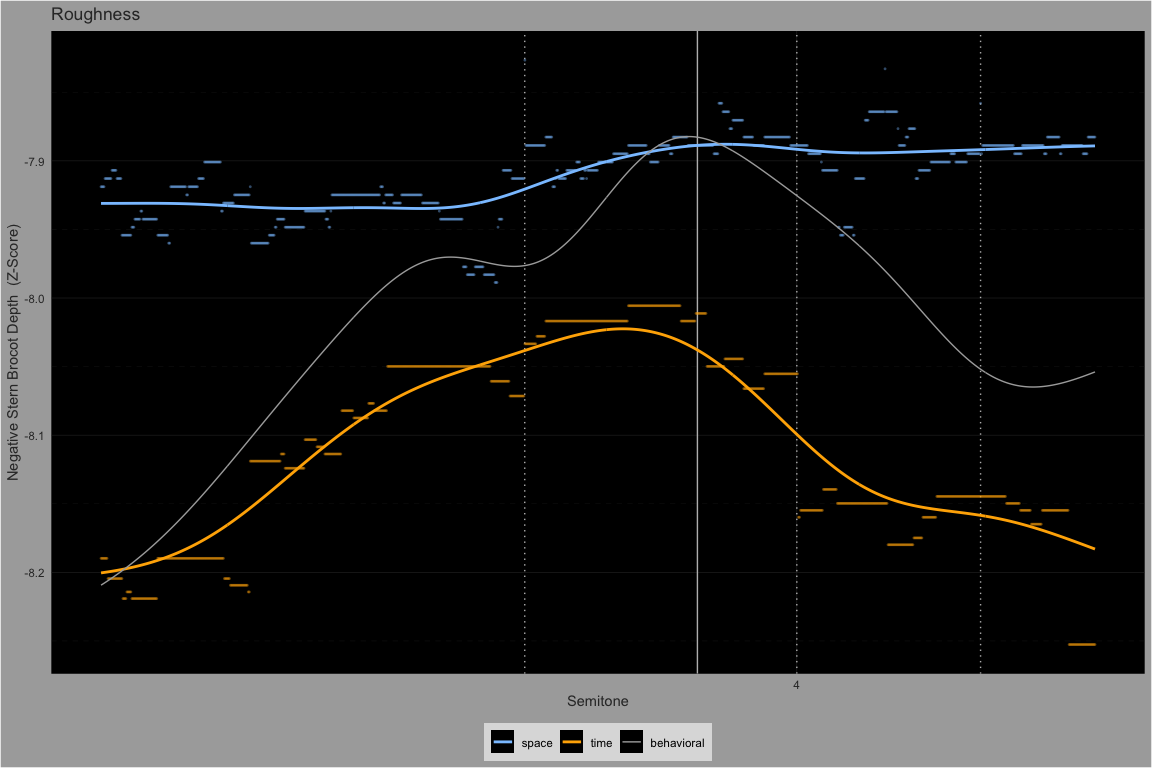 Roughness
Negative Stern Brocot Depth (Z-Score)
-7.9
-8.0
-8.1
-8.2
4
Semitone
space time behavioral